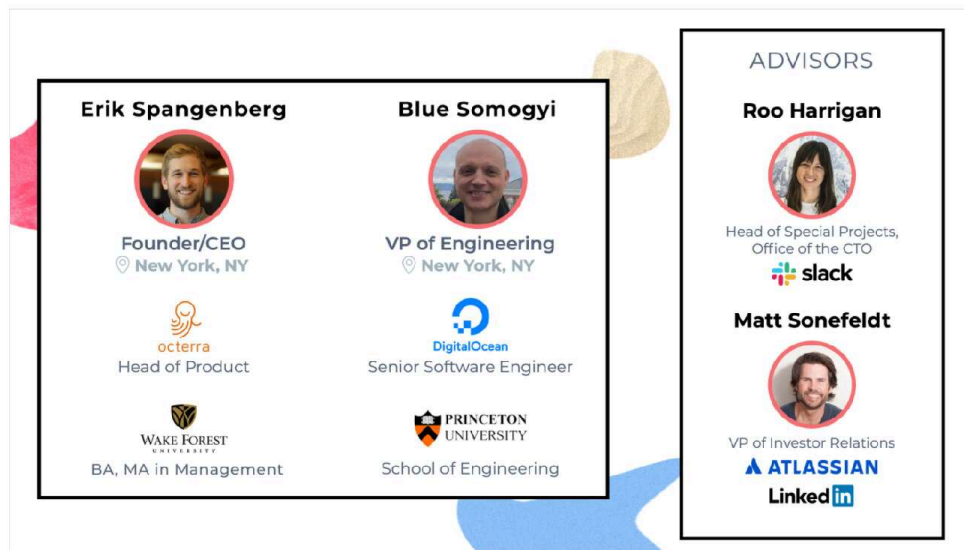 Erik Spangenberg
Founder/CEO
New York, NY
octerra
Head of Product
WAKE FOREST
UNIVERSITY
BA, MA in Management
Blue Somogyi
VP of Engineering
New York, NY
DigitalOcean
Senior Software Engineer
PRINCETON
UNIVERSITY
School of Engineering
ADVISORS
Roo Harrigan
Head of Special Projects,
Office of the CTO
slack
Matt Sonefeldt
VP of Investor Relations
ATLASSIAN
Linked in